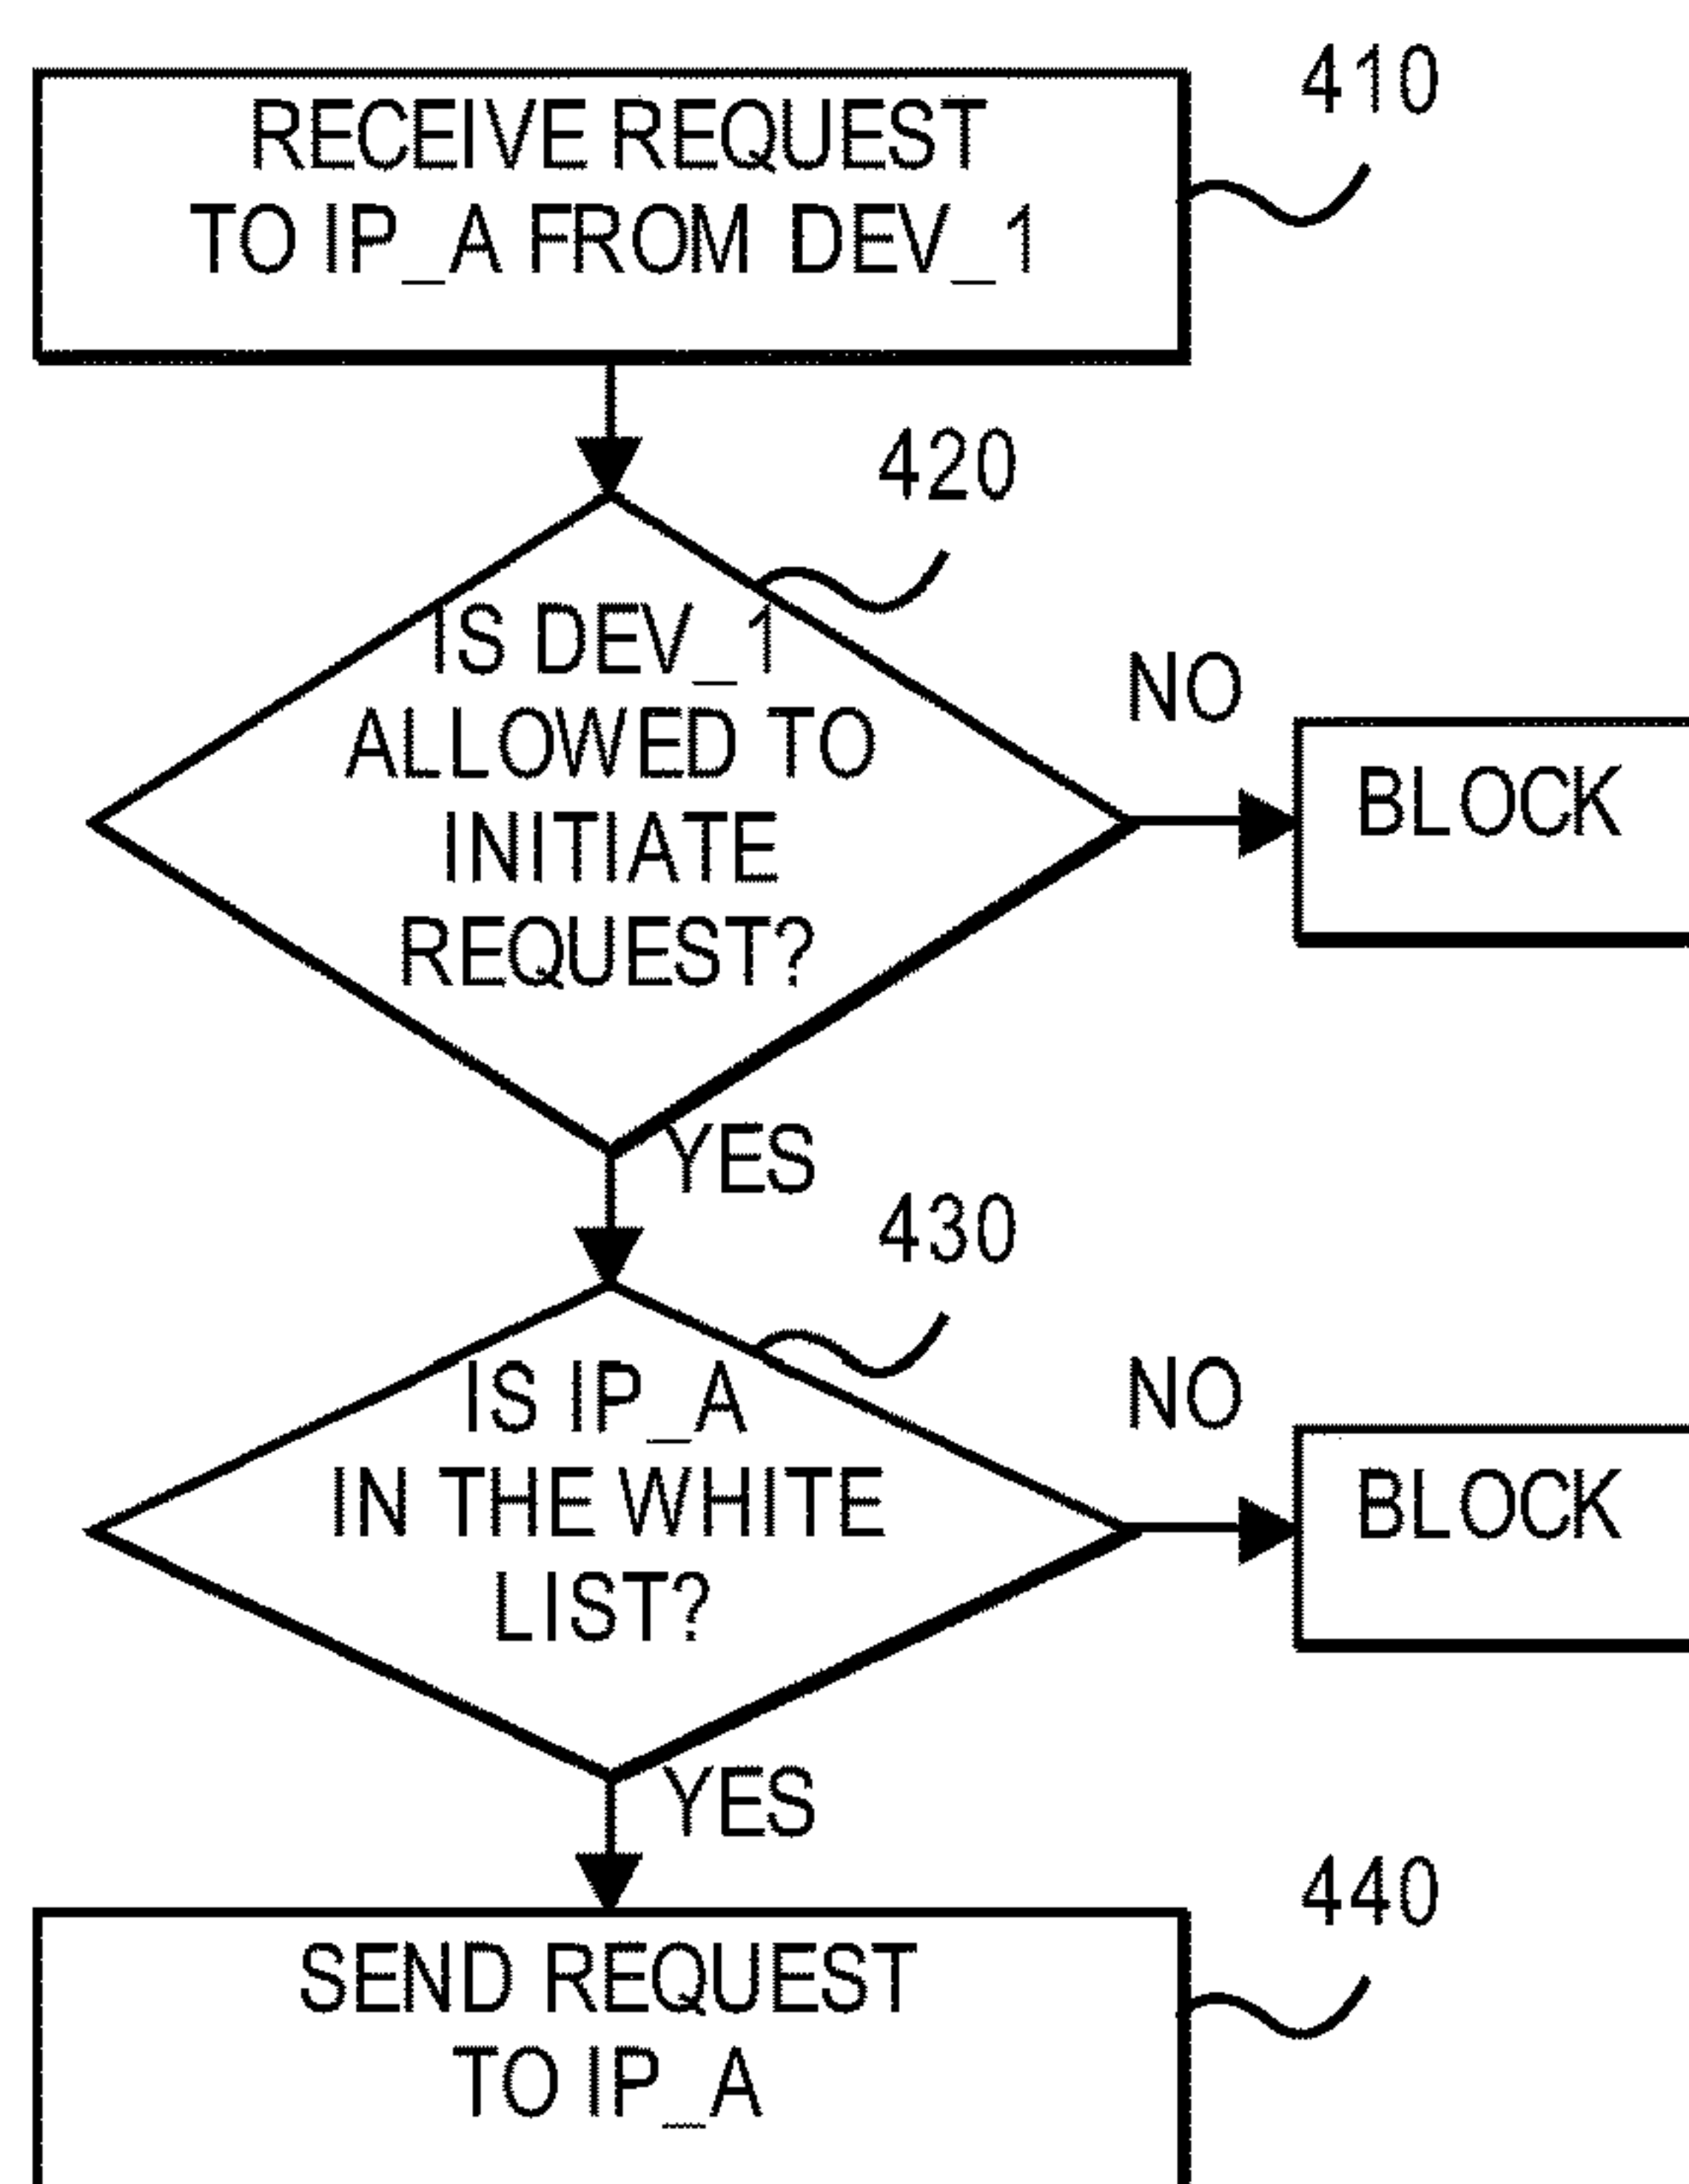 410
RECEIVE REQUEST
TO IP_A FROM DEV_1
420
IS DEV_1
ALLOWED TO
INITIATE
REQUEST?
NO
BLOCK
YES
430
IS IP_A
IN THE WHITE
LIST?
NO
BLOCK
YES
440
SEND REQUEST
TO IP_A